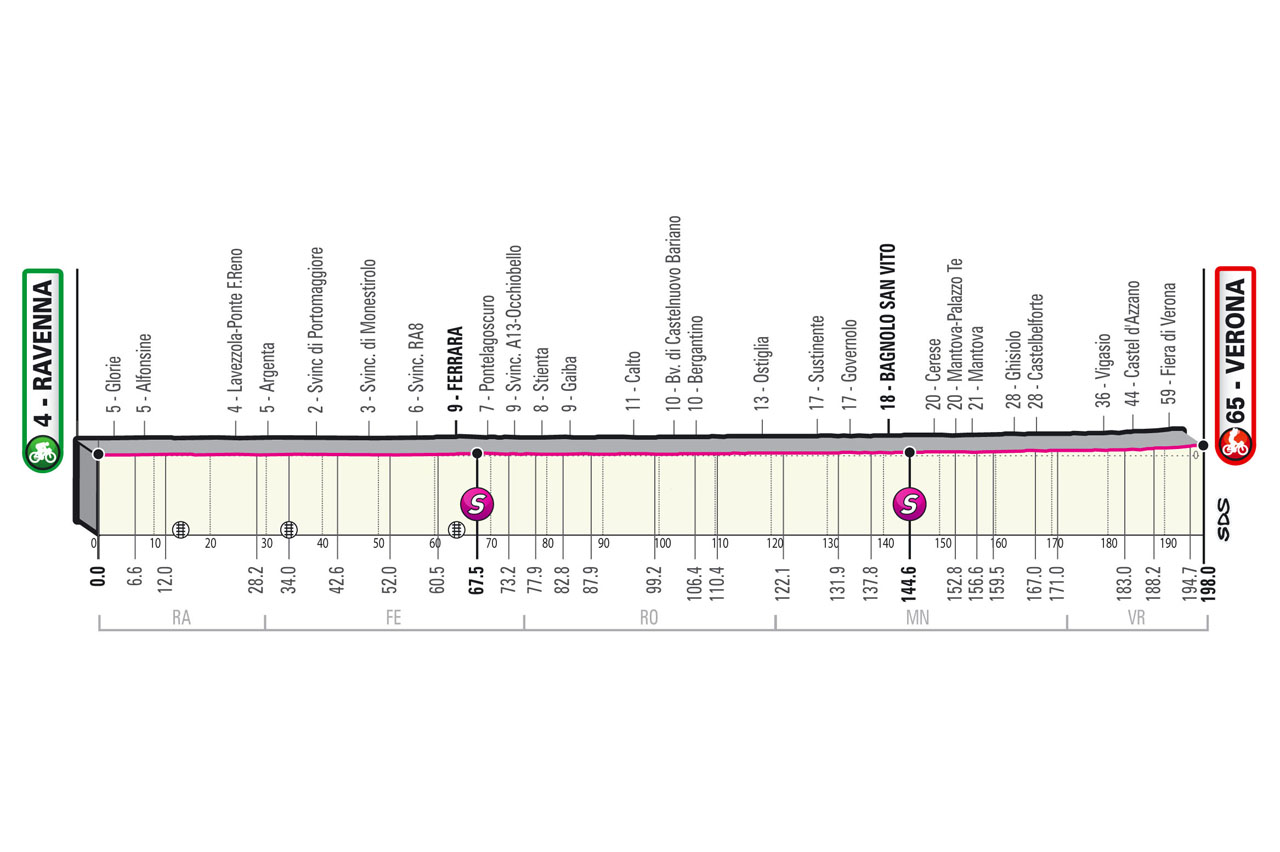 4 - RAVENNA
5 - Glorie
5 - Alfonsine
4 - Lavezzola-Ponte F.Reno
5 - Argenta
2 - Svinc di Portomaggiore
3 - Svinc. di Monestirolo
6 - Svinc. RA8
9 - FERRARA
7 - Pontelagoscuro
9 - Svinc. A13-Occhiobello
8 - Stienta
9 - Gaiba
11 - Calto
10 - Bv. di Castelnuovo Bariano
10 - Bergantino
13 - Ostiglia
17 - Sustinente
17 - Governolo
18 - BAGNOLO SAN VITO
20 - Cerese
20 - Mantova-Palazzo Te
21 - Mantova
28 - Ghisiolo
28 - Castelbelforte
36 - Vigasio
44 - Castel d'Azzano
59 - Fiera di Verona
65 - VERONA
0
S
S
SDS
0 10 20 30 40 50 60 70 80 90 100 110 120 130 140 150 160 170 180 190
0.0 6.6 12.0 28.2 34.0 42.6 52.0 60.5 67.5 73.2 77.9 82.8 87.9 99.2 106.4 110.4 122.1 131.9 137.8 144.6 152.8 156.6 159.5 167.0 171.0 183.0 188.2 194.7 198.0
RA FE RO MN VR